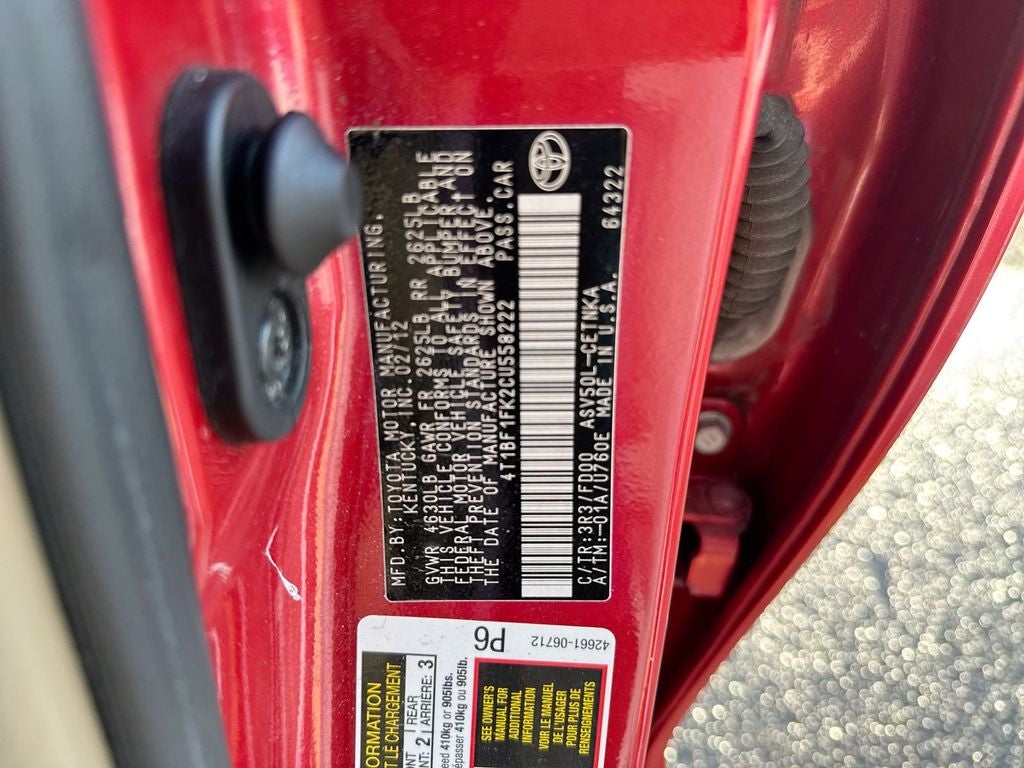 MFD.BY:TOYOTA MOTOR MANUFACTURING,
KENTUCKY,INC. 02/12
GVWR 4630LB GAWR FR 2625LB RR 2625LB
THIS VEHICLE CONFORMS TO ALL APPLICABLE
FEDERAL MOTOR VEHICLE SAFETY, BUMPER, AND
THEFT PREVENTION STANDARDS IN EFFECT ON
THE DATE OF MANUFACTURE SHOWN ABOVE.
4T1BF1FK2CU558222 PASS.CAR
C/TR:3R3/FD00 ASV50L-CETNKA
A/TM:-01A/U760E MADE IN U.S.A. 64322
P6
42661-06712
FORMATION
T LE CHARGEMENT
REAR
2 ARRIÈRE: 3
eed 410kg or 905lbs.
épasser 410kg ou 905lb.
SEE OWNER'S
MANUAL FOR
ADDITIONAL
INFORMATION
VOIR LE MANUEL
DE L'USAGER
POUR PLUS DE
RENSEIGNEMENTS